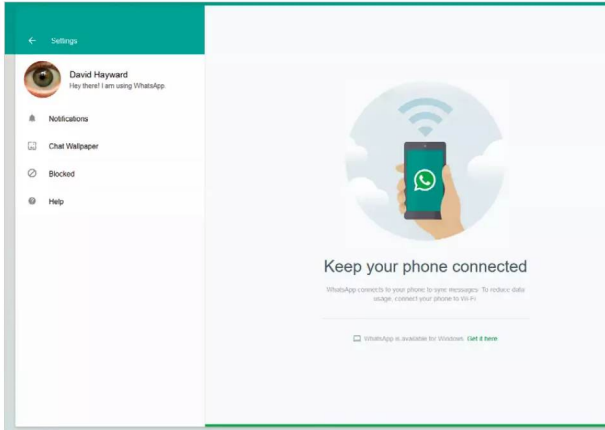 Settings
David Hayward
Hey there! I am using WhatsApp.
Notifications
Chat Wallpaper
Blocked
Help
Keep your phone connected
WhatsApp connects to your phone to sync messages. To reduce data
usage, connect your phone to Wi-Fi.
WhatsApp is available for Windows. Get it here